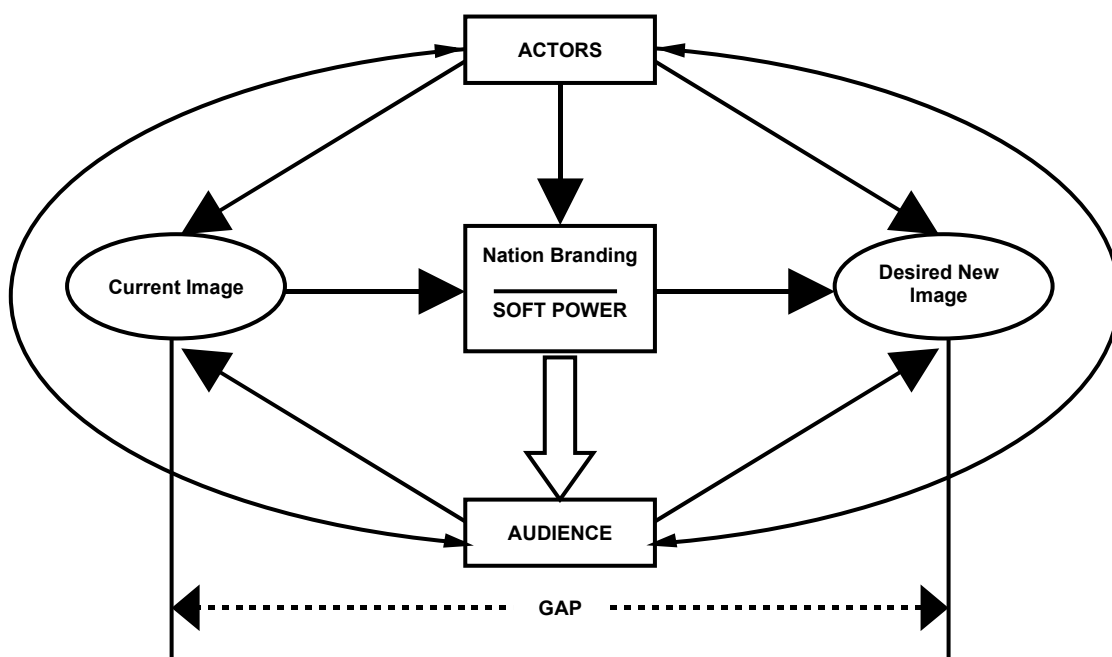 ACTORS
Nation Branding
SOFT POWER
Current Image
Desired New
Image
AUDIENCE
GAP